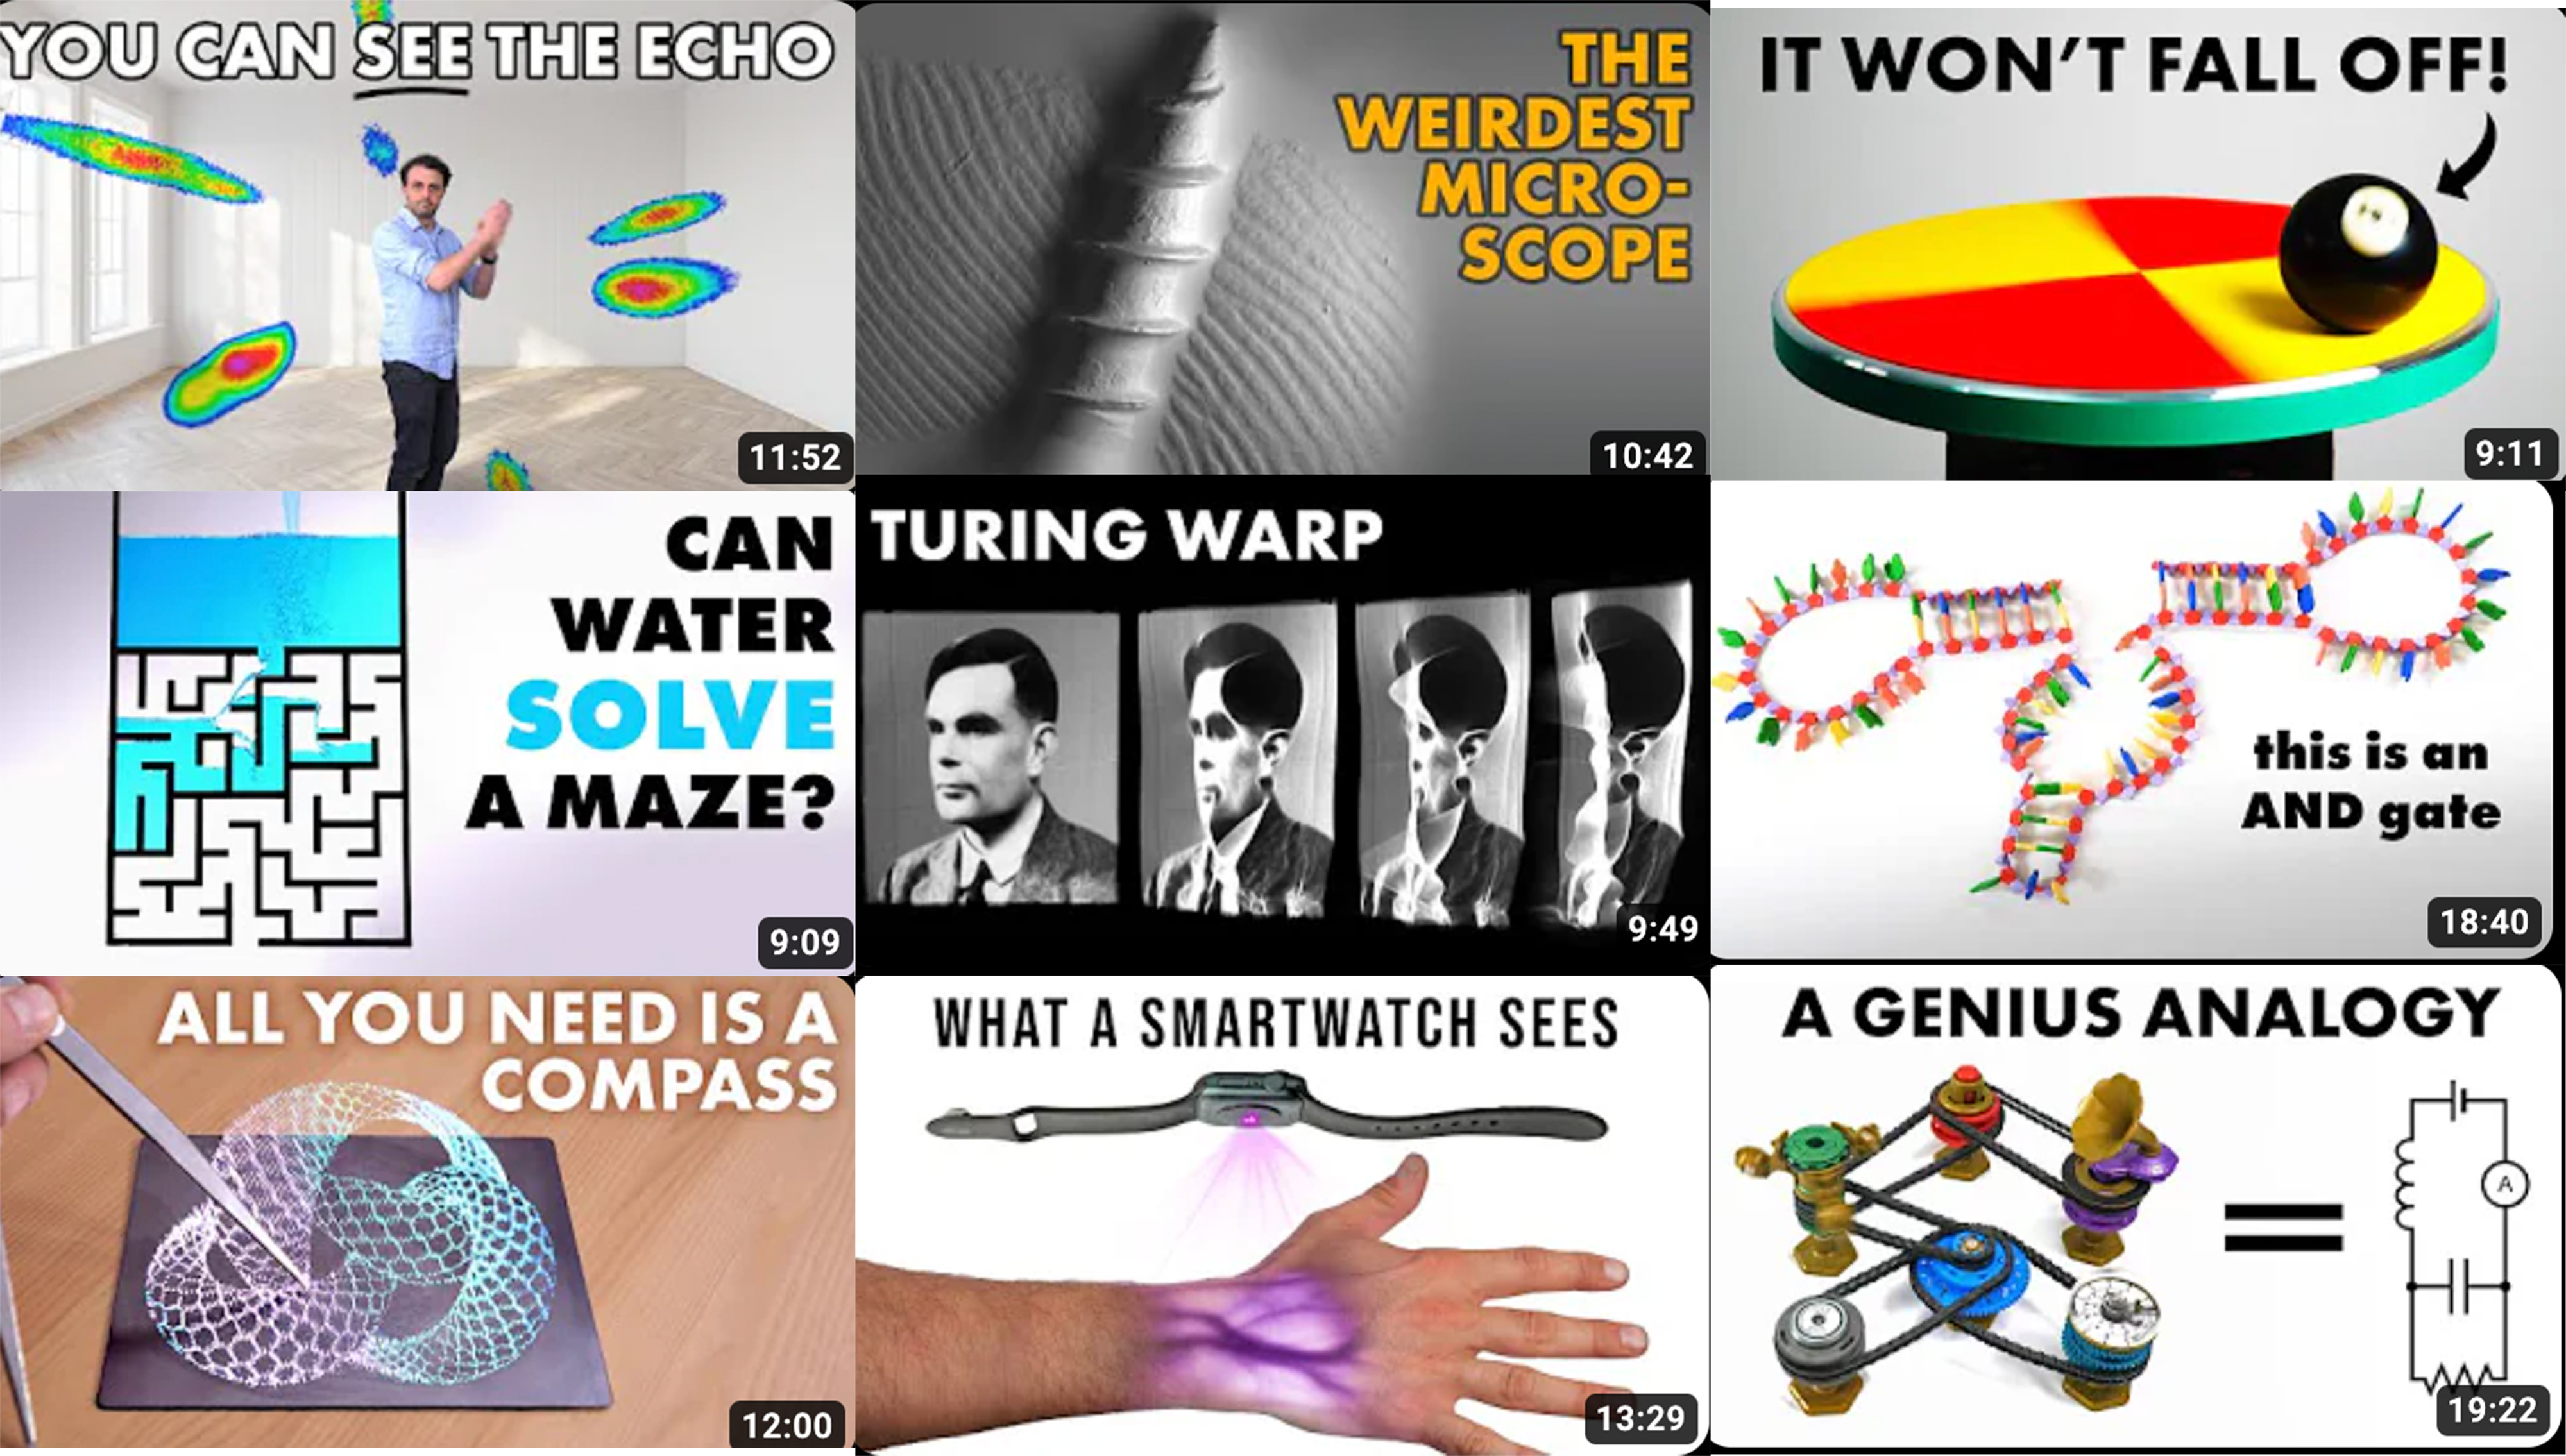 YOU CAN SEE THE ECHO
11:52
THE
WEIRDEST
MICRO-
SCOPE
10:42
IT WON'T FALL OFF!
9:11
CAN
WATER
SOLVE
A MAZE?
9:09
TURING WARP
9:49
this is an
AND gate
18:40
ALL YOU NEED IS A
COMPASS
12:00
WHAT A SMARTWATCH SEES
13:29
A GENIUS ANALOGY
A
19:22